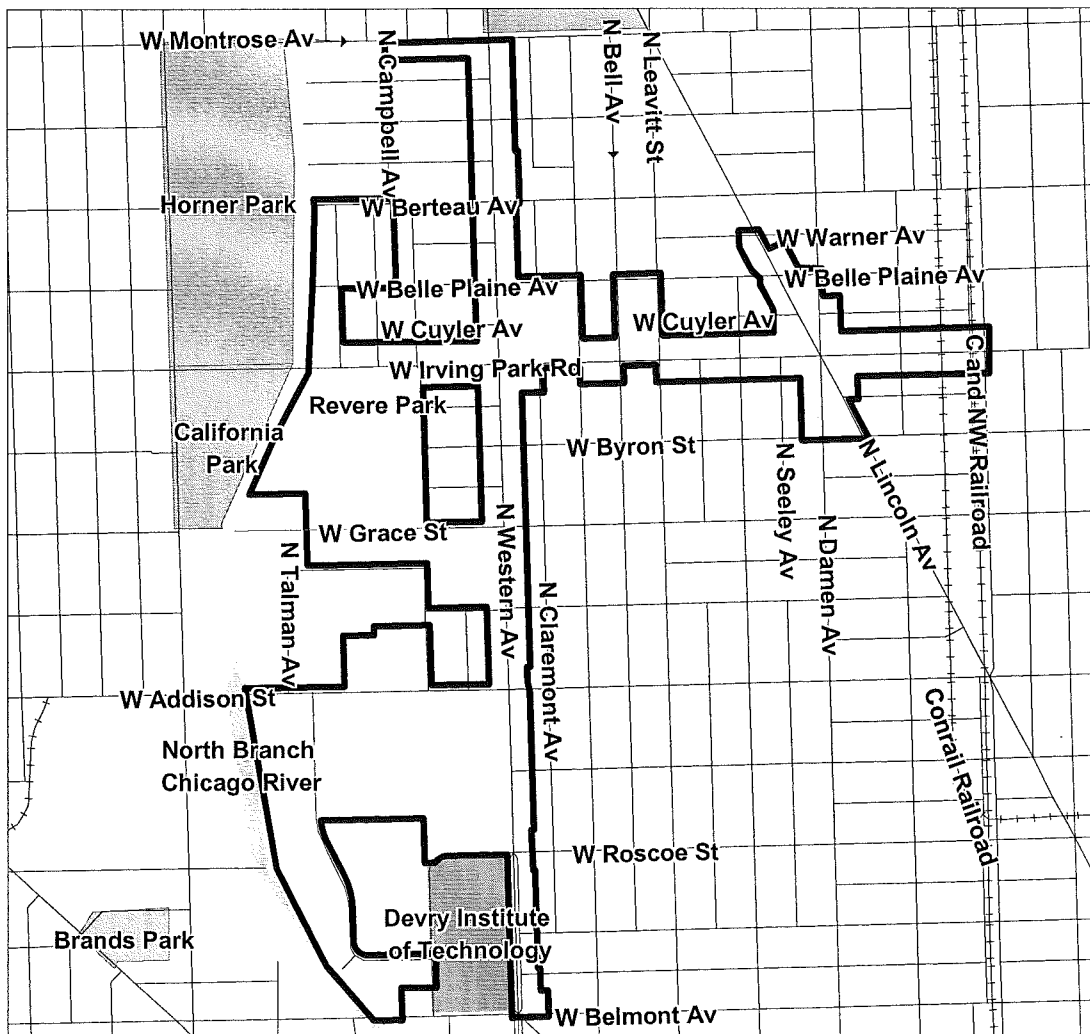 W Montrose Av
N Campbell Av
N Bell Av
N Leavitt St
Horner Park
W Berteau Av
W Warner Av
W Belle Plaine Av
W Belle Plaine Av
W Cuyler Av
W Cuyler Av
W Irving Park Rd
C and NW Railroad
Revere Park
California
Park
W Byron St
N Seeley Av
N Lincoln Av
W Grace St
N Western Av
N Damen Av
N Talman Av
N Claremont Av
W Addison St
North Branch
Chicago River
Conrail Railroad
W Roscoe St
Devry Institute
of Technology
Brands Park
W Belmont Av